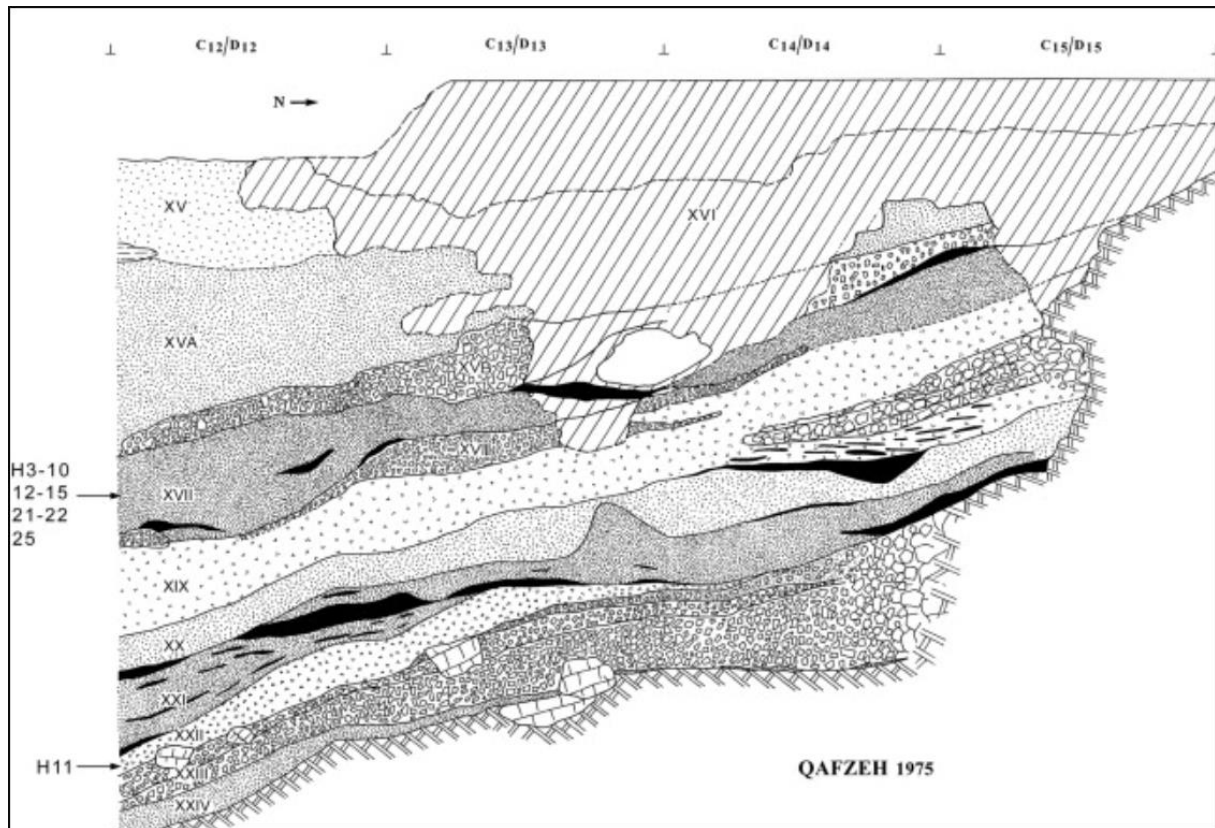 C12/D12
C13/D13
C14/D14
C15/D15
N
XV
XVI
XVA
XVB
XVII
H3-10
12-15
21-22
25
XVII
XIX
XX
XXI
XXII
H11
XXIII
XXIV
QAFZEH 1975